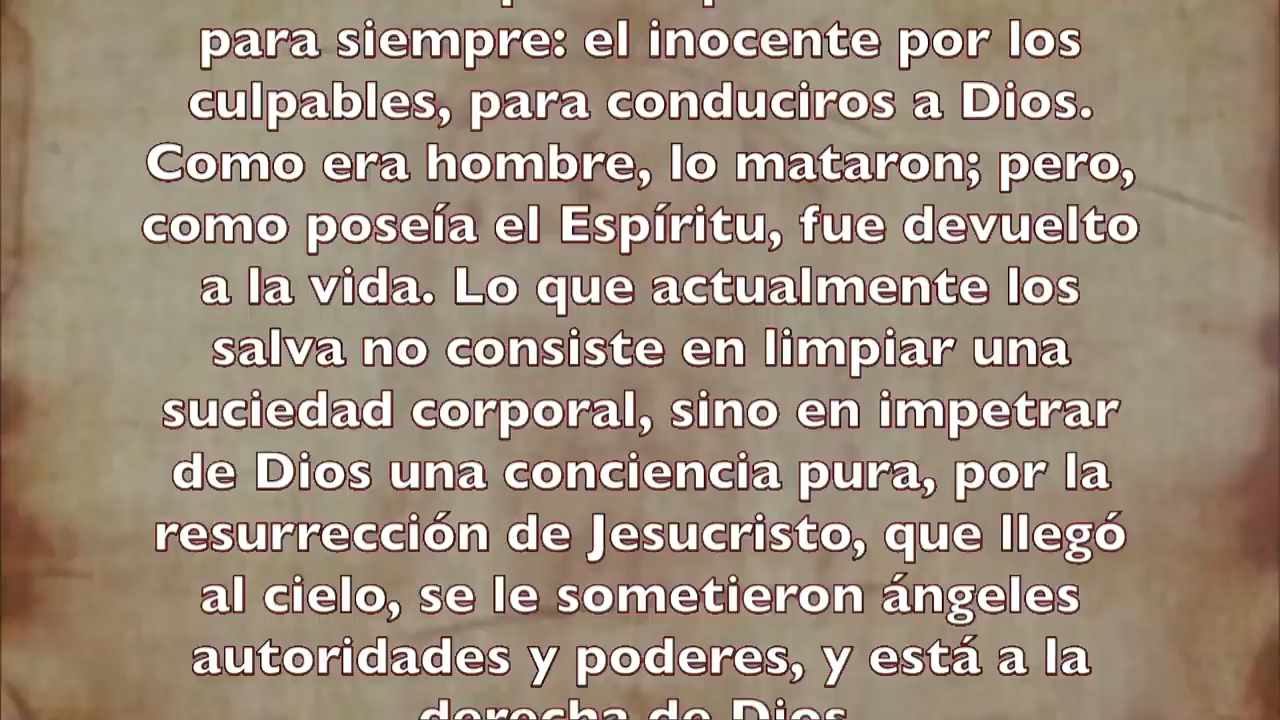 para siempre: el inocente por los
culpables, para conduciros a Dios.
Como era hombre, lo mataron; pero,
como poseía el Espíritu, fue devuelto
a la vida. Lo que actualmente los
salva no consiste en limpiar una
suciedad corporal, sino en impetrar
de Dios una conciencia pura, por la
resurrección de Jesucristo, que llegó
al cielo, se le sometieron ángeles
autoridades y poderes, y está a la
derecha de Dios